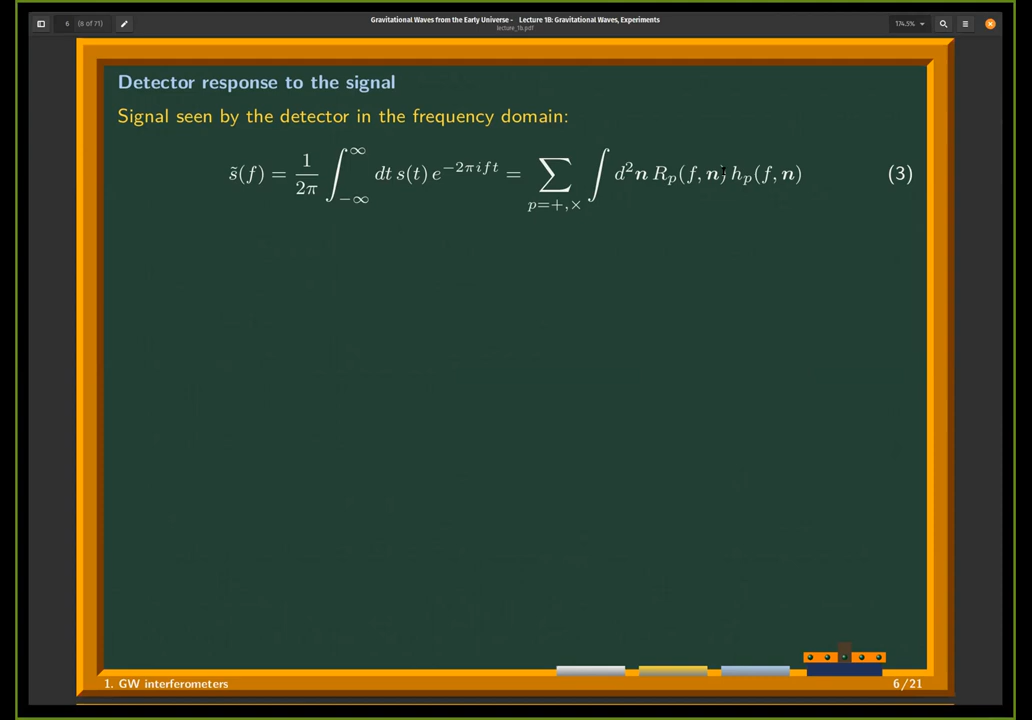 6 (6 of 71)
Gravitational Waves from the Early Universe - Lecture 1B: Gravitational Waves, Experiments
lecture_1b.pdf
174.5%
Detector response to the signal
Signal seen by the detector in the frequency domain:
s̃(f) = 1/2π ∫_{−∞}^{∞} dt s(t) e^{−2πift} = ∑_{p=+,×} ∫ d²n R_p(f, n) h_p(f, n) (3)
1. GW interferometers
6/21